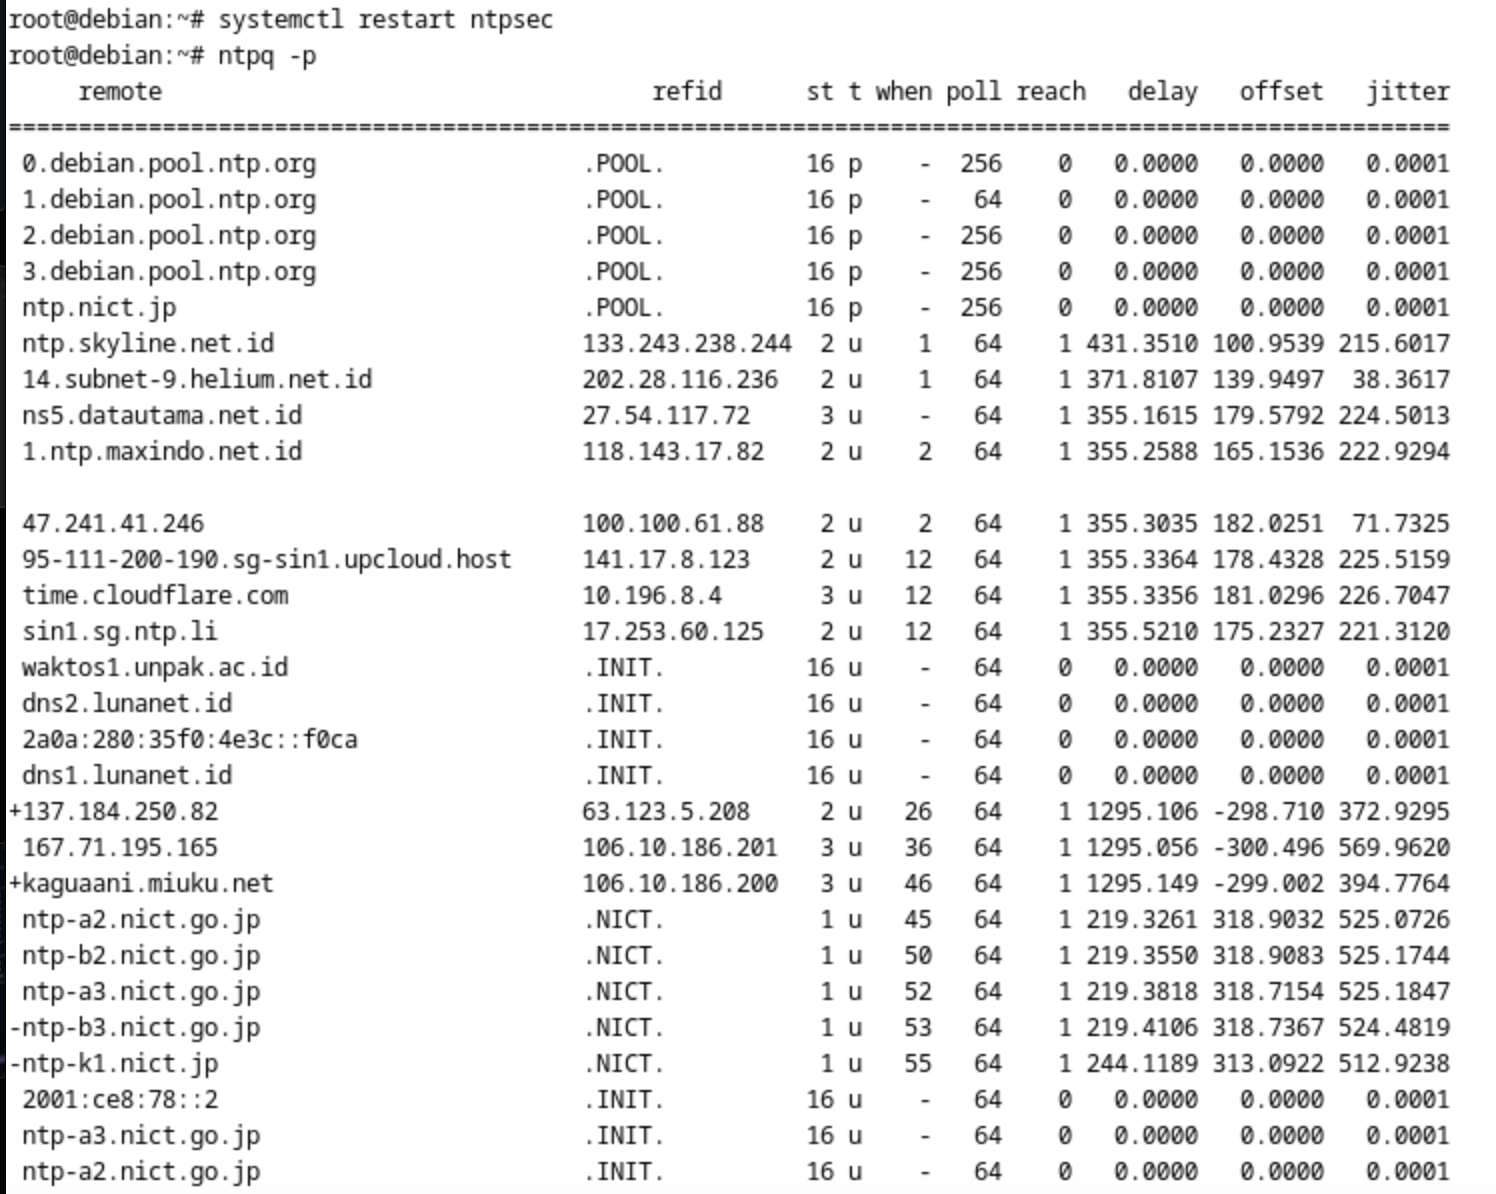 root@debian:~# systemctl restart ntpsec
root@debian:~# ntpq -p
     remote                                   refid      st t when poll reach   delay   offset   jitter
=======================================================================================================
 0.debian.pool.ntp.org                   .POOL.          16 p    -  256     0   0.0000   0.0000   0.0001
 1.debian.pool.ntp.org                   .POOL.          16 p    -   64     0   0.0000   0.0000   0.0001
 2.debian.pool.ntp.org                   .POOL.          16 p    -  256     0   0.0000   0.0000   0.0001
 3.debian.pool.ntp.org                   .POOL.          16 p    -  256     0   0.0000   0.0000   0.0001
 ntp.nict.jp                             .POOL.          16 p    -  256     0   0.0000   0.0000   0.0001
 ntp.skyline.net.id                      133.243.238.244  2 u    1   64     1 431.3510 100.9539 215.6017
 14.subnet-9.helium.net.id               202.28.116.236   2 u    1   64     1 371.8107 139.9497  38.3617
 ns5.datautama.net.id                    27.54.117.72     3 u    -   64     1 355.1615 179.5792 224.5013
 1.ntp.maxindo.net.id                    118.143.17.82    2 u    2   64     1 355.2588 165.1536 222.9294
 47.241.41.246                           100.100.61.88    2 u    2   64     1 355.3035 182.0251  71.7325
 95-111-200-190.sg-sin1.upcloud.host     141.17.8.123     2 u   12   64     1 355.3364 178.4328 225.5159
 time.cloudflare.com                     10.196.8.4       3 u   12   64     1 355.3356 181.0296 226.7047
 sin1.sg.ntp.li                          17.253.60.125    2 u   12   64     1 355.5210 175.2327 221.3120
 waktos1.unpak.ac.id                     .INIT.          16 u    -   64     0   0.0000   0.0000   0.0001
 dns2.lunanet.id                         .INIT.          16 u    -   64     0   0.0000   0.0000   0.0001
 2a0a:280:35f0:4e3c::f0ca                .INIT.          16 u    -   64     0   0.0000   0.0000   0.0001
 dns1.lunanet.id                         .INIT.          16 u    -   64     0   0.0000   0.0000   0.0001
+137.184.250.82                          63.123.5.208     2 u   26   64     1 1295.106 -298.710 372.9295
 167.71.195.165                          106.10.186.201   3 u   36   64     1 1295.056 -300.496 569.9620
+kaguaani.miuku.net                      106.10.186.200   3 u   46   64     1 1295.149 -299.002 394.7764
 ntp-a2.nict.go.jp                       .NICT.           1 u   45   64     1 219.3261 318.9032 525.0726
 ntp-b2.nict.go.jp                       .NICT.           1 u   50   64     1 219.3550 318.9083 525.1744
 ntp-a3.nict.go.jp                       .NICT.           1 u   52   64     1 219.3818 318.7154 525.1847
-ntp-b3.nict.go.jp                       .NICT.           1 u   53   64     1 219.4106 318.7367 524.4819
-ntp-k1.nict.jp                          .NICT.           1 u   55   64     1 244.1189 313.0922 512.9238
 2001:ce8:78::2                          .INIT.          16 u    -   64     0   0.0000   0.0000   0.0001
 ntp-a3.nict.go.jp                       .INIT.          16 u    -   64     0   0.0000   0.0000   0.0001
 ntp-a2.nict.go.jp                       .INIT.          16 u    -   64     0   0.0000   0.0000   0.0001